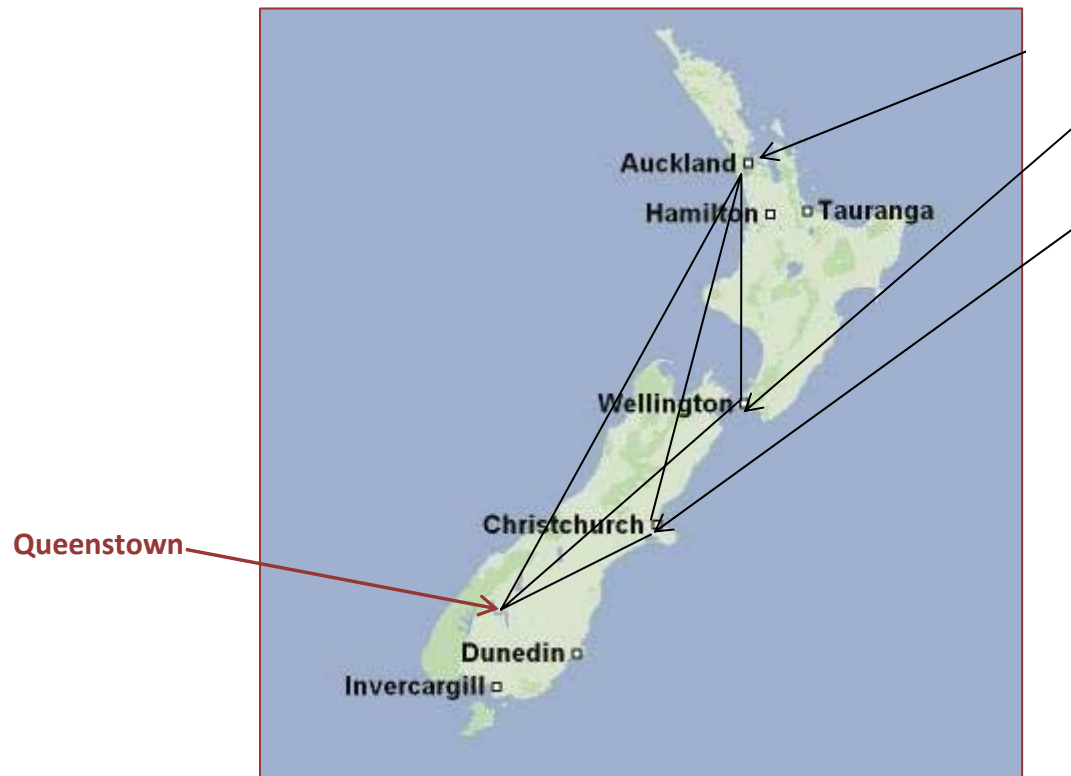 Auckland
Hamilton
Tauranga
Wellington
Christchurch
Queenstown
Dunedin
Invercargill